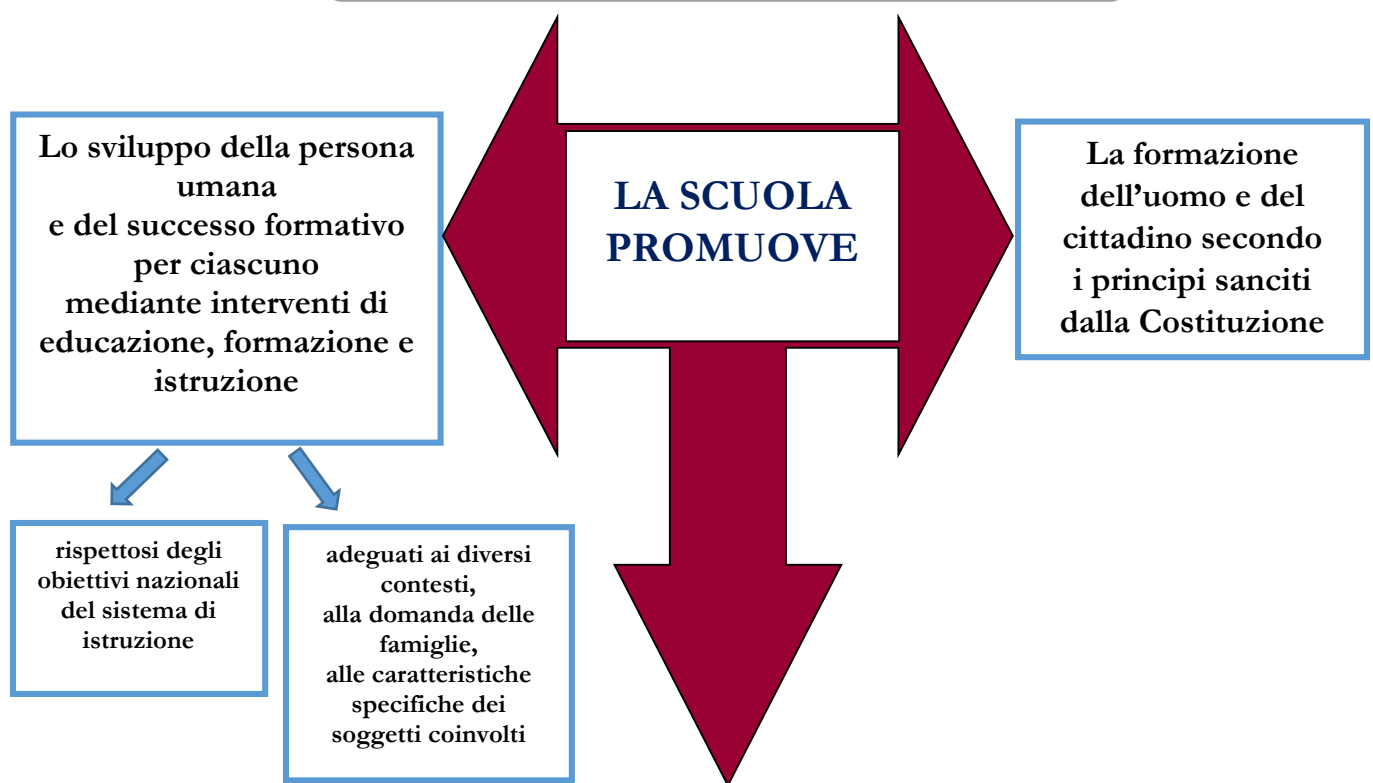 LA SCUOLA
PROMUOVE
Lo sviluppo della persona
umana
e del successo formativo
per ciascuno
mediante interventi di
educazione, formazione e
istruzione
La formazione
dell’uomo e del
cittadino secondo
i principi sanciti
dalla Costituzione
rispettosi degli
obiettivi nazionali
del sistema di
istruzione
adeguati ai diversi
contesti,
alla domanda delle
famiglie,
alle caratteristiche
specifiche dei
soggetti coinvolti